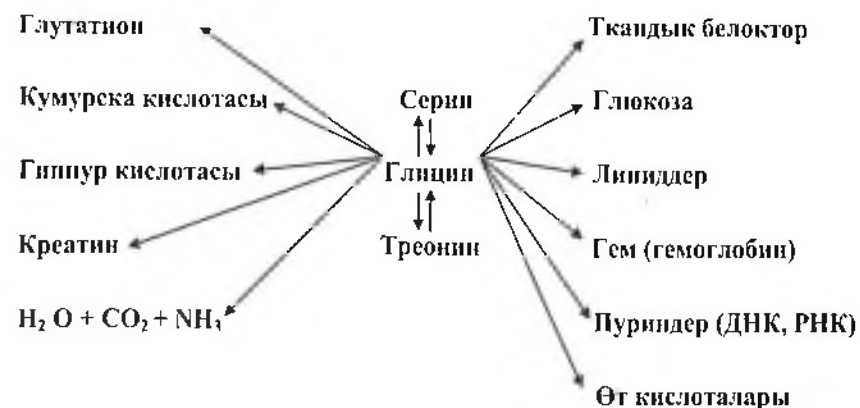 Глутатион
Ткандык белоктор
Кумурска кислотасы
Серин
Глюкоза
Гиппур кислотасы
Глицин
Липиддер
Креатин
Треонин
Гем (гемоглобин)
H₂ O + CO₂ + NH₃
Пуриндер (ДНК, РНК)
Өт кислоталары